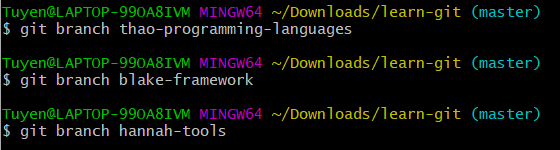 Tuyen@LAPTOP-99OA8IVM MINGW64 ~/Downloads/learn-git (master)
$ git branch thao-programming-languages
Tuyen@LAPTOP-99OA8IVM MINGW64 ~/Downloads/learn-git (master)
$ git branch blake-framework
Tuyen@LAPTOP-99OA8IVM MINGW64 ~/Downloads/learn-git (master)
$ git branch hannah-tools